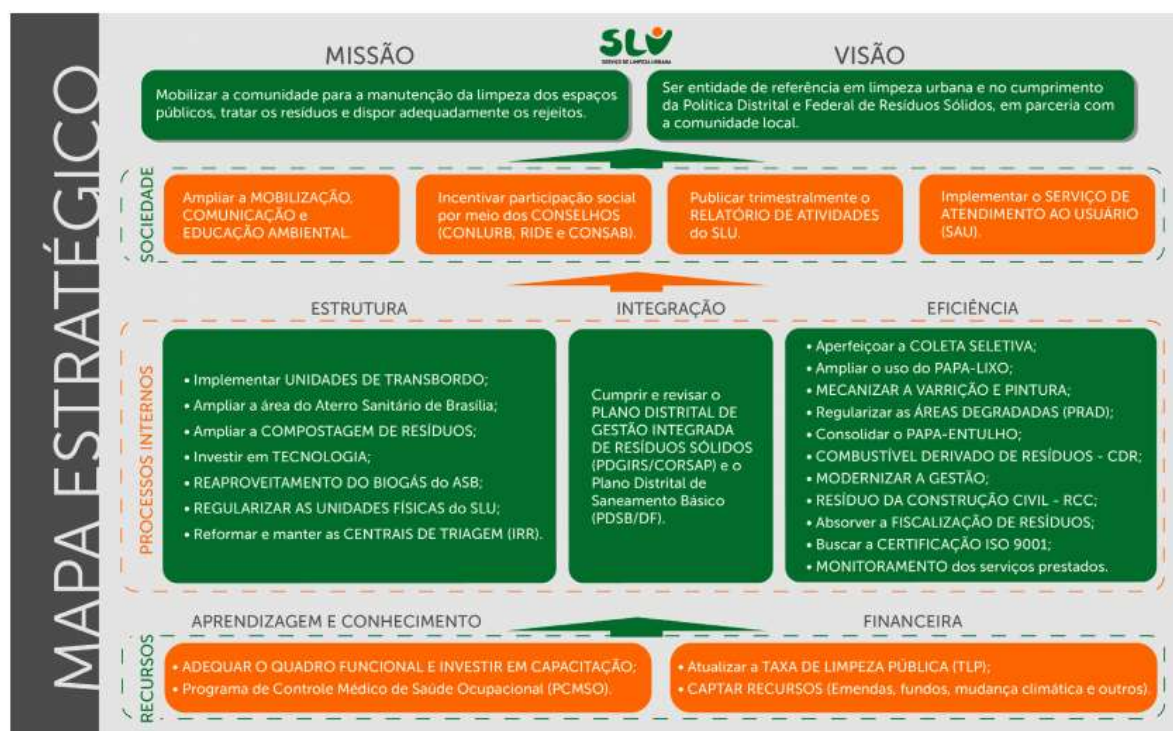 MAPA ESTRATÉGICO
MISSÃO
SLU
SERVIÇO DE LIMPEZA URBANA
VISÃO
Mobilizar a comunidade para a manutenção da limpeza dos espaços
públicos, tratar os resíduos e dispor adequadamente os rejeitos.
Ser entidade de referência em limpeza urbana e no cumprimento
da Política Distrital e Federal de Resíduos Sólidos, em parceria com
a comunidade local.
SOCIEDADE
Ampliar a MOBILIZAÇÃO,
COMUNICAÇÃO e
EDUCAÇÃO AMBIENTAL.
Incentivar participação social
por meio dos CONSELHOS
(CONLURB, RIDE e CONSAB).
Publicar trimestralmente o
RELATÓRIO DE ATIVIDADES
do SLU.
Implementar o SERVIÇO DE
ATENDIMENTO AO USUÁRIO
(SAU).
PROCESSOS INTERNOS
ESTRUTURA
• Implementar UNIDADES DE TRANSBORDO;
• Ampliar a área do Aterro Sanitário de Brasília;
• Ampliar a COMPOSTAGEM DE RESÍDUOS;
• Investir em TECNOLOGIA;
• REAPROVEITAMENTO DO BIOGÁS do ASB;
• REGULARIZAR AS UNIDADES FÍSICAS do SLU;
• Reformar e manter as CENTRAIS DE TRIAGEM (IRR).
INTEGRAÇÃO
Cumprir e revisar o
PLANO DISTRITAL DE
GESTÃO INTEGRADA
DE RESÍDUOS SÓLIDOS
(PDGIRS/CORSAP) e o
Plano Distrital de
Saneamento Básico
(PDSB/DF).
EFICIÊNCIA
• Aperfeiçoar a COLETA SELETIVA;
• Ampliar o uso do PAPA-LIXO;
• MECANIZAR A VARRIÇÃO E PINTURA;
• Regularizar as ÁREAS DEGRADADAS (PRAD);
• Consolidar o PAPA-ENTULHO;
• COMBUSTÍVEL DERIVADO DE RESÍDUOS - CDR;
• MODERNIZAR A GESTÃO;
• RESÍDUO DA CONSTRUÇÃO CIVIL - RCC;
• Absorver a FISCALIZAÇÃO DE RESÍDUOS;
• Buscar a CERTIFICAÇÃO ISO 9001;
• MONITORAMENTO dos serviços prestados.
RECURSOS
APRENDIZAGEM E CONHECIMENTO
• ADEQUAR O QUADRO FUNCIONAL E INVESTIR EM CAPACITAÇÃO;
• Programa de Controle Médico de Saúde Ocupacional (PCMSO).
FINANCEIRA
• Atualizar a TAXA DE LIMPEZA PÚBLICA (TLP);
• CAPTAR RECURSOS (Emendas, fundos, mudança climática e outros).